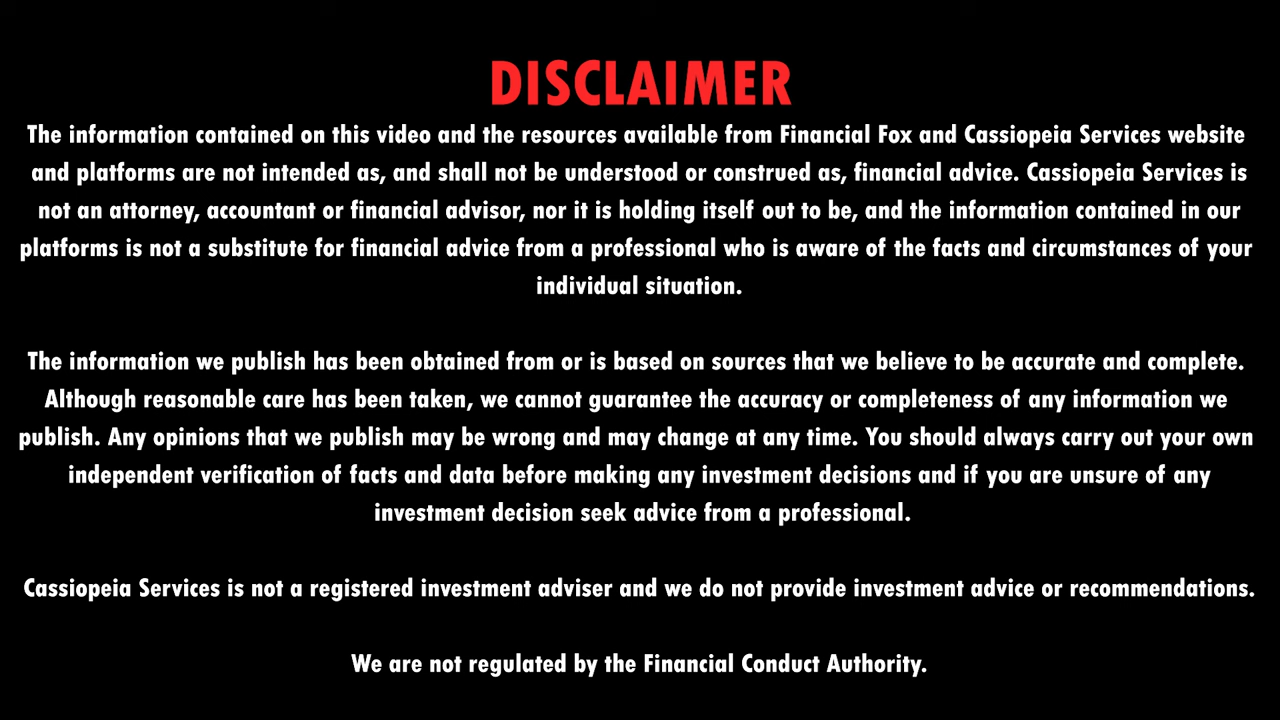 DISCLAIMER
The information contained on this video and the resources available from Financial Fox and Cassiopeia Services website
and platforms are not intended as, and shall not be understood or construed as, financial advice. Cassiopeia Services is
not an attorney, accountant or financial advisor, nor it is holding itself out to be, and the information contained in our
platforms is not a substitute for financial advice from a professional who is aware of the facts and circumstances of your
individual situation.
The information we publish has been obtained from or is based on sources that we believe to be accurate and complete.
Although reasonable care has been taken, we cannot guarantee the accuracy or completeness of any information we
publish. Any opinions that we publish may be wrong and may change at any time. You should always carry out your own
independent verification of facts and data before making any investment decisions and if you are unsure of any
investment decision seek advice from a professional.
Cassiopeia Services is not a registered investment adviser and we do not provide investment advice or recommendations.
We are not regulated by the Financial Conduct Authority.